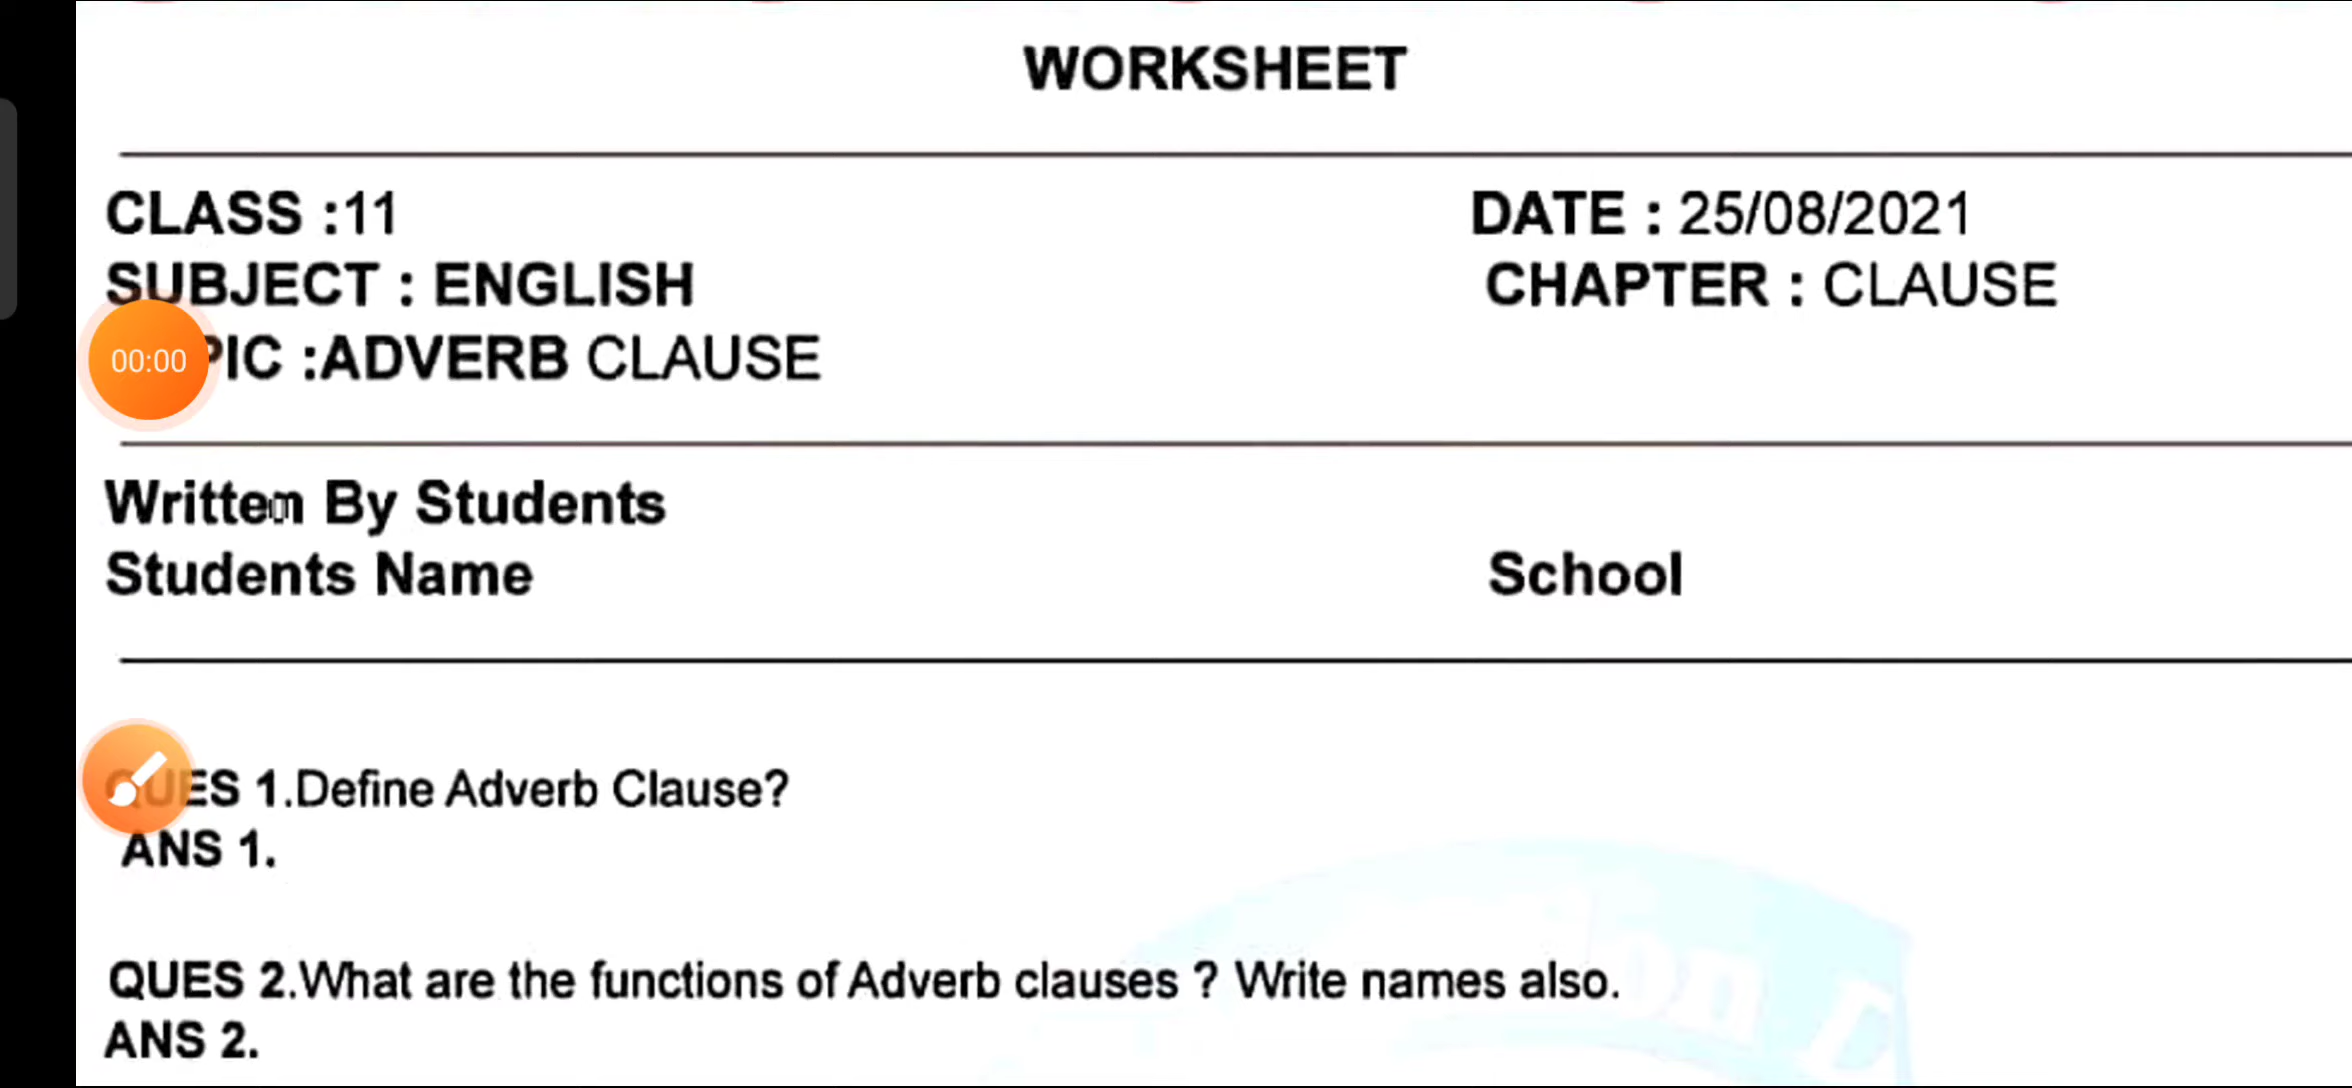 WORKSHEET
CLASS :11 DATE : 25/08/2021
SUBJECT : ENGLISH CHAPTER : CLAUSE
00:00 PIC :ADVERB CLAUSE
Written By Students
Students Name School
QUES 1.Define Adverb Clause?
ANS 1.
QUES 2.What are the functions of Adverb clauses ? Write names also.
ANS 2.